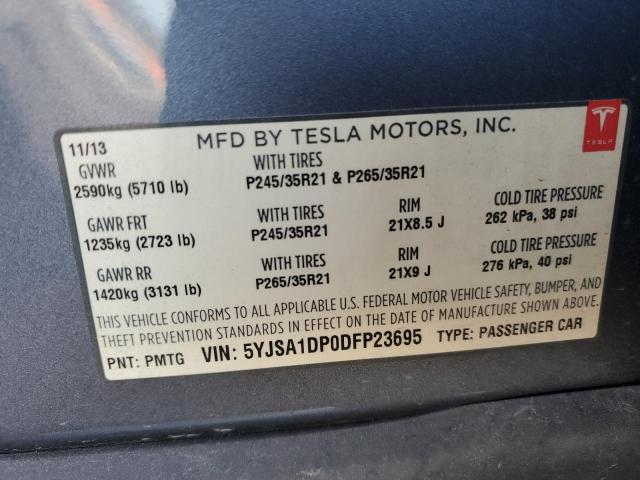 MFD BY TESLA MOTORS, INC.
TESLA
11/13
GVWR WITH TIRES
2590kg (5710 lb) P245/35R21 & P265/35R21
GAWR FRT WITH TIRES RIM COLD TIRE PRESSURE
1235kg (2723 lb) P245/35R21 21X8.5 J 262 kPa, 38 psi
GAWR RR WITH TIRES RIM COLD TIRE PRESSURE
1420kg (3131 lb) P265/35R21 21X9 J 276 kPa, 40 psi
THIS VEHICLE CONFORMS TO ALL APPLICABLE U.S. FEDERAL MOTOR VEHICLE SAFETY, BUMPER, AND
THEFT PREVENTION STANDARDS IN EFFECT ON THE DATE OF MANUFACTURE SHOWN ABOVE.
PNT: PMTG VIN: 5YJSA1DP0DFP23695 TYPE: PASSENGER CAR